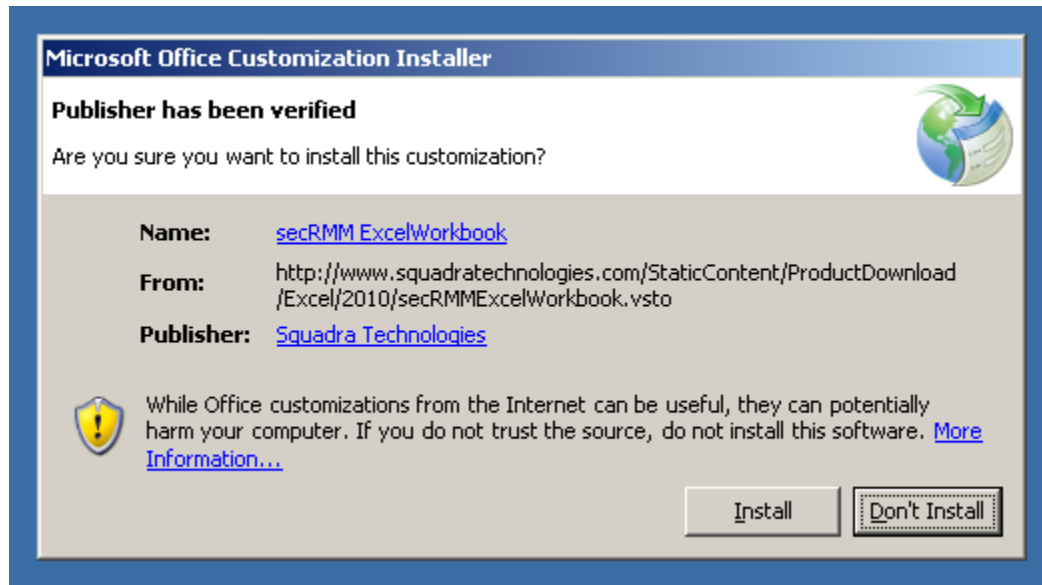 Microsoft Office Customization Installer
Publisher has been verified
Are you sure you want to install this customization?
Name: secRMM ExcelWorkbook
From: http://www.squadratechnologies.com/StaticContent/ProductDownload
/Excel/2010/secRMMExcelWorkbook.vsto
Publisher: Squadra Technologies
While Office customizations from the Internet can be useful, they can potentially
harm your computer. If you do not trust the source, do not install this software. More
Information...
Install Don't Install